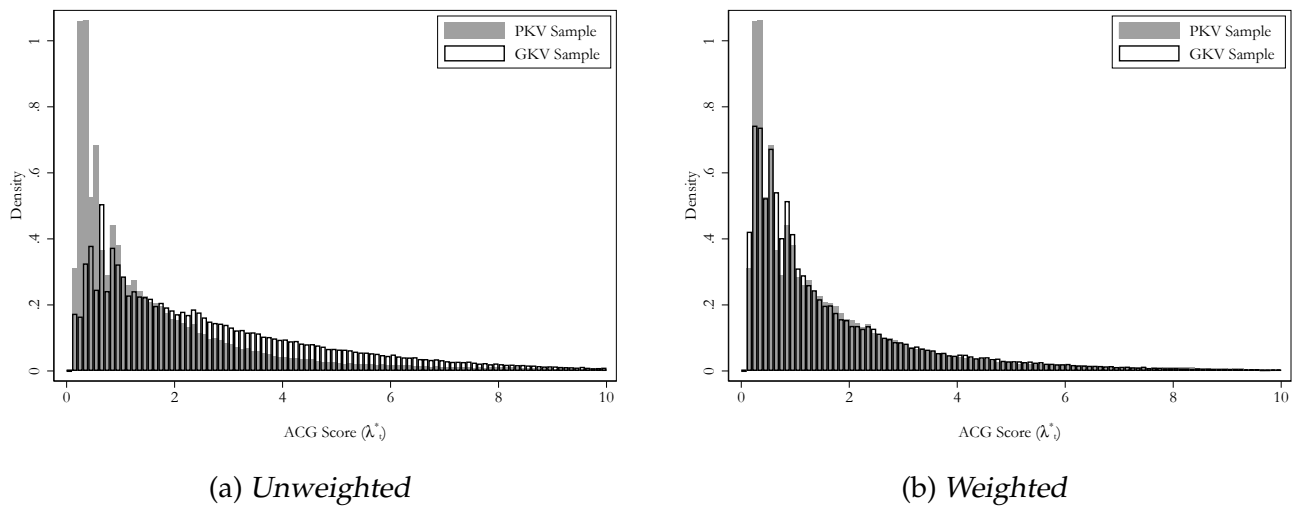 PKV Sample
GKV Sample
Density
0 .2 .4 .6 .8 1
0 2 4 6 8 10
ACG Score (λ*t)
(a) Unweighted
PKV Sample
GKV Sample
Density
0 .2 .4 .6 .8 1
0 2 4 6 8 10
ACG Score (λ*t)
(b) Weighted